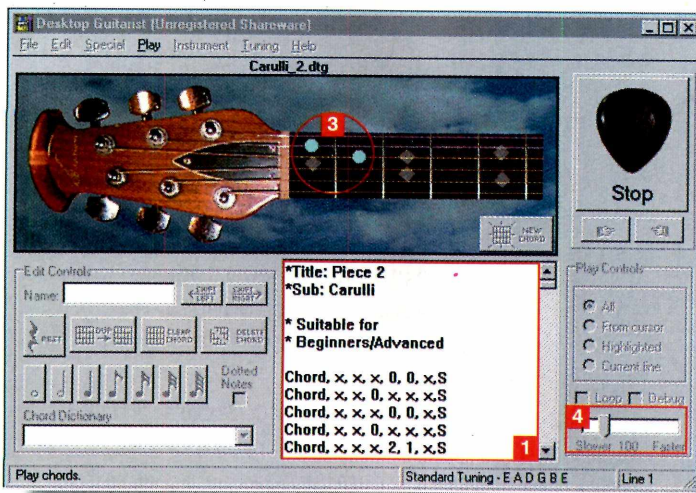 Desktop Guitarist (Unregistered Shareware)
File Edit Special Play Instrument Tuning Help
Carulli_2.dtg
3
NEW CHORD
Stop
Edit Controls
Name:
SHIFT LEFT
SHIFT RIGHT
REST
DUP
CLEAR CHORD
DELETE CHORD
Dotted Notes
Chord Dictionary
*Title: Piece 2
*Sub: Carulli
* Suitable for
* Beginners/Advanced
Chord, x, x, x, 0, 0, x,S
Chord, x, x, 0, x, x, x,S
Chord, x, x, x, 0, 0, x,S
Chord, x, x, 0, x, x, x,S
Chord, x, x, x, 2, 1, x,S
1
Play Controls
All
From cursor
Highlighted
Current line
Loop Debug
4
Slower 100 Faster
Play chords.
Standard Tuning - E A D G B E
Line 1